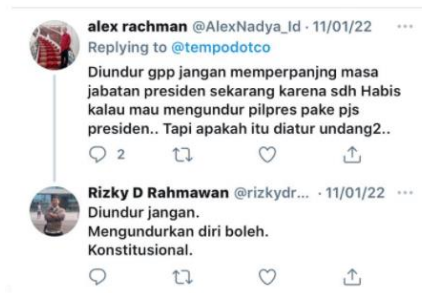 alex rachman @AlexNadya_Id · 11/01/22 ···
Replying to @tempodotco
Diundur gpp jangan memperpanjng masa
jabatan presiden sekarang karena sdh Habis
kalau mau mengundur pilpres pake pjs
presiden.. Tapi apakah itu diatur undang2..
2
Rizky D Rahmawan @rizkydr... · 11/01/22 ···
Diundur jangan.
Mengundurkan diri boleh.
Konstitusional.